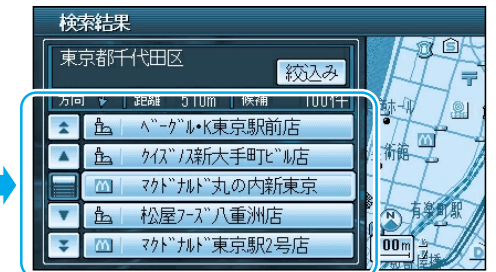 検索結果
東京都千代田区
絞込み
方向 距離 510m 候補 100件
ベーグル・K東京駅前店
ケイズノス新大手町ビル店
マクドナルド丸の内新東京
松屋フーズ八重洲店
マクドナルド東京駅2号店
有楽町駅
N
00m